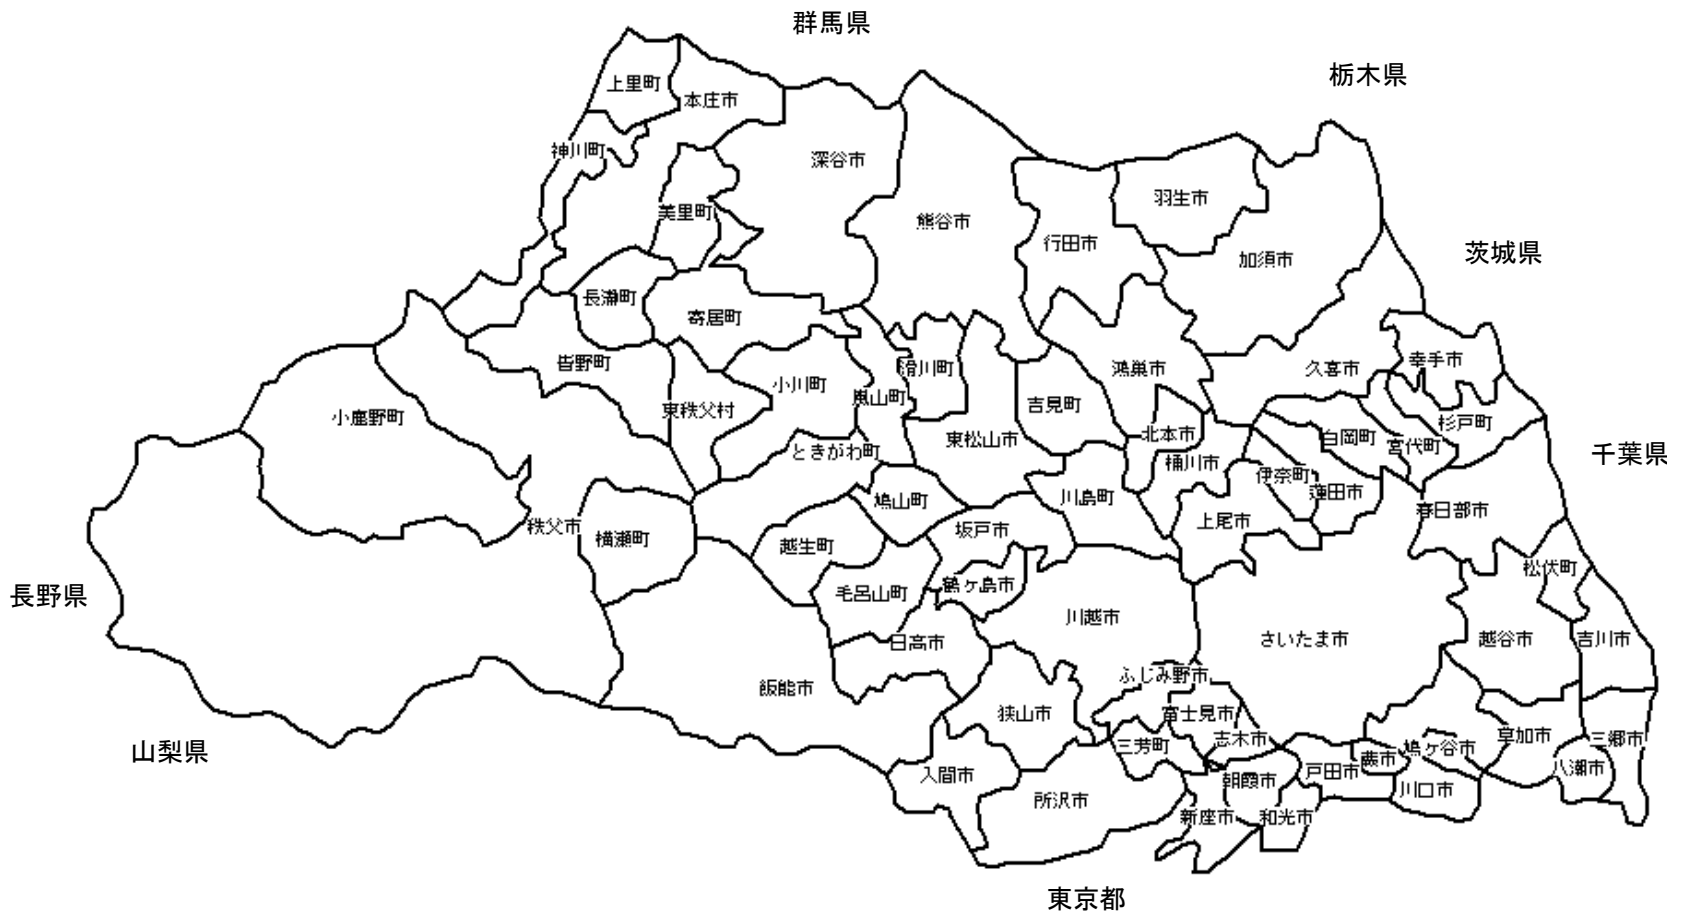 群馬県
栃木県
上里町
本庄市
神川町
深谷市
羽生市
美里町
熊谷市
行田市
茨城県
加須市
長瀞町
寄居町
皆野町
滑川町
鴻巣市
久喜市
幸手市
小川町
嵐山町
吉見町
小鹿野町
東秩父村
東松山市
北本市
白岡町
宮代町
杉戸町
ときがわ町
桶川市
千葉県
伊奈町
蓮田市
鳩山町
川島町
春日部市
秩父市
横瀬町
越生町
坂戸市
上尾市
松伏町
長野県
毛呂山町
鶴ヶ島市
川越市
日高市
さいたま市
越谷市
吉川市
飯能市
ふじみ野市
狭山市
富士見市
山梨県
三芳町
志木市
鳩ヶ谷市
草加市
三郷市
入間市
朝霞市
戸田市
蕨市
八潮市
所沢市
川口市
新座市
和光市
東京都